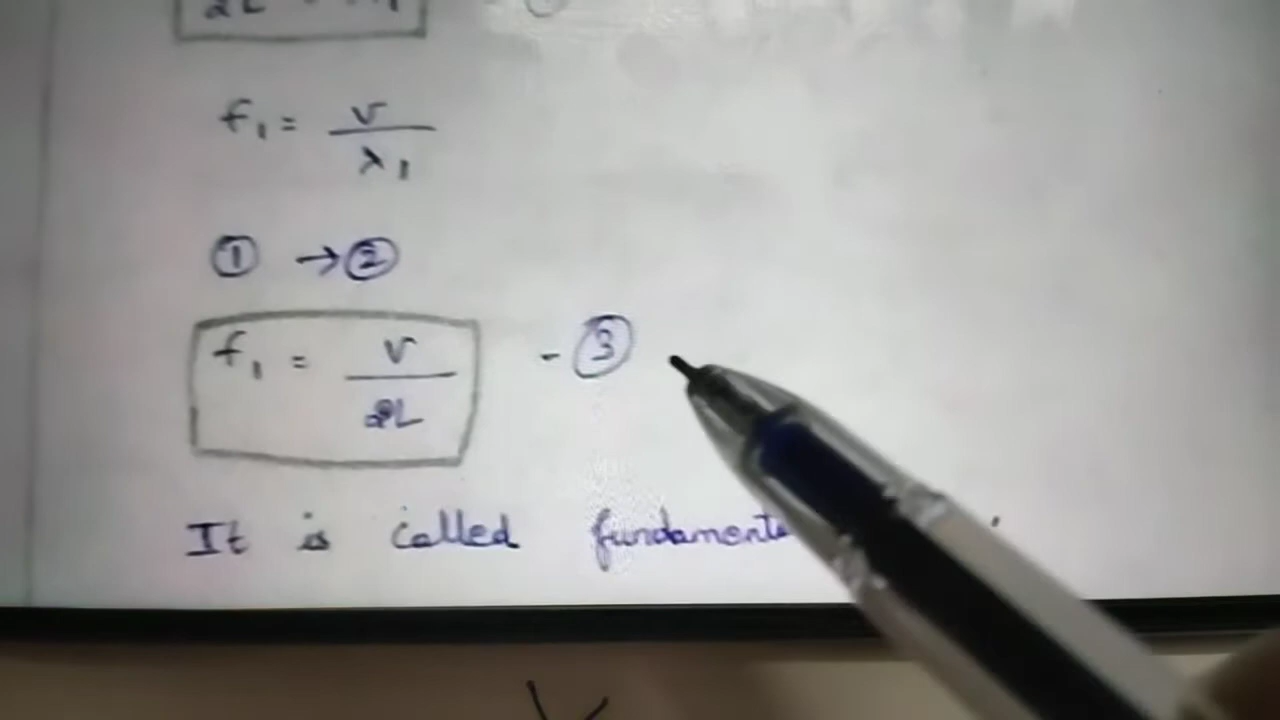 f₁ = v / λ₁
① → ②
f₁ = v / 2L - ③
It is called